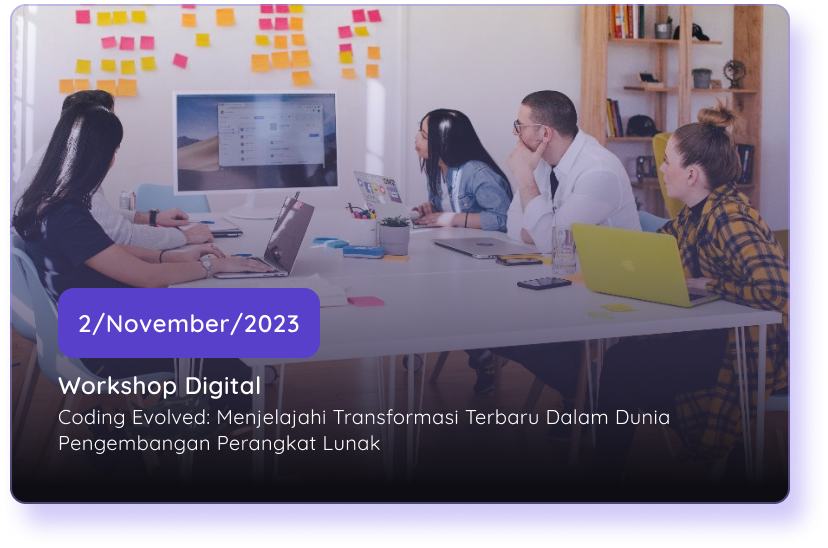 2/November/2023
Workshop Digital
Coding Evolved: Menjelajahi Transformasi Terbaru Dalam Dunia
Pengembangan Perangkat Lunak